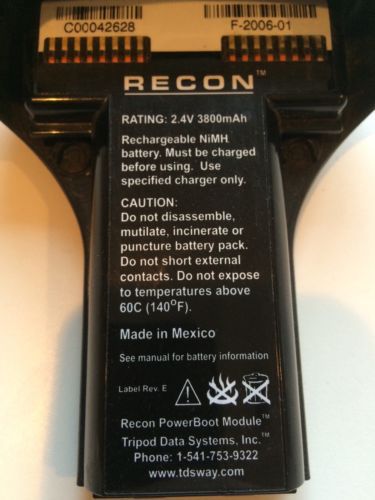 C00042628
F-2006-01
RECON™
RATING: 2.4V 3800mAh
Rechargeable NiMH
battery. Must be charged
before using. Use
specified charger only.
CAUTION:
Do not disassemble,
mutilate, incinerate or
puncture battery pack.
Do not short external
contacts. Do not expose
to temperatures above
60C (140°F).
Made in Mexico
See manual for battery information
Label Rev. E
Recon PowerBoot Module™
Tripod Data Systems, Inc.™
Phone: 1-541-753-9322
www.tdsway.com